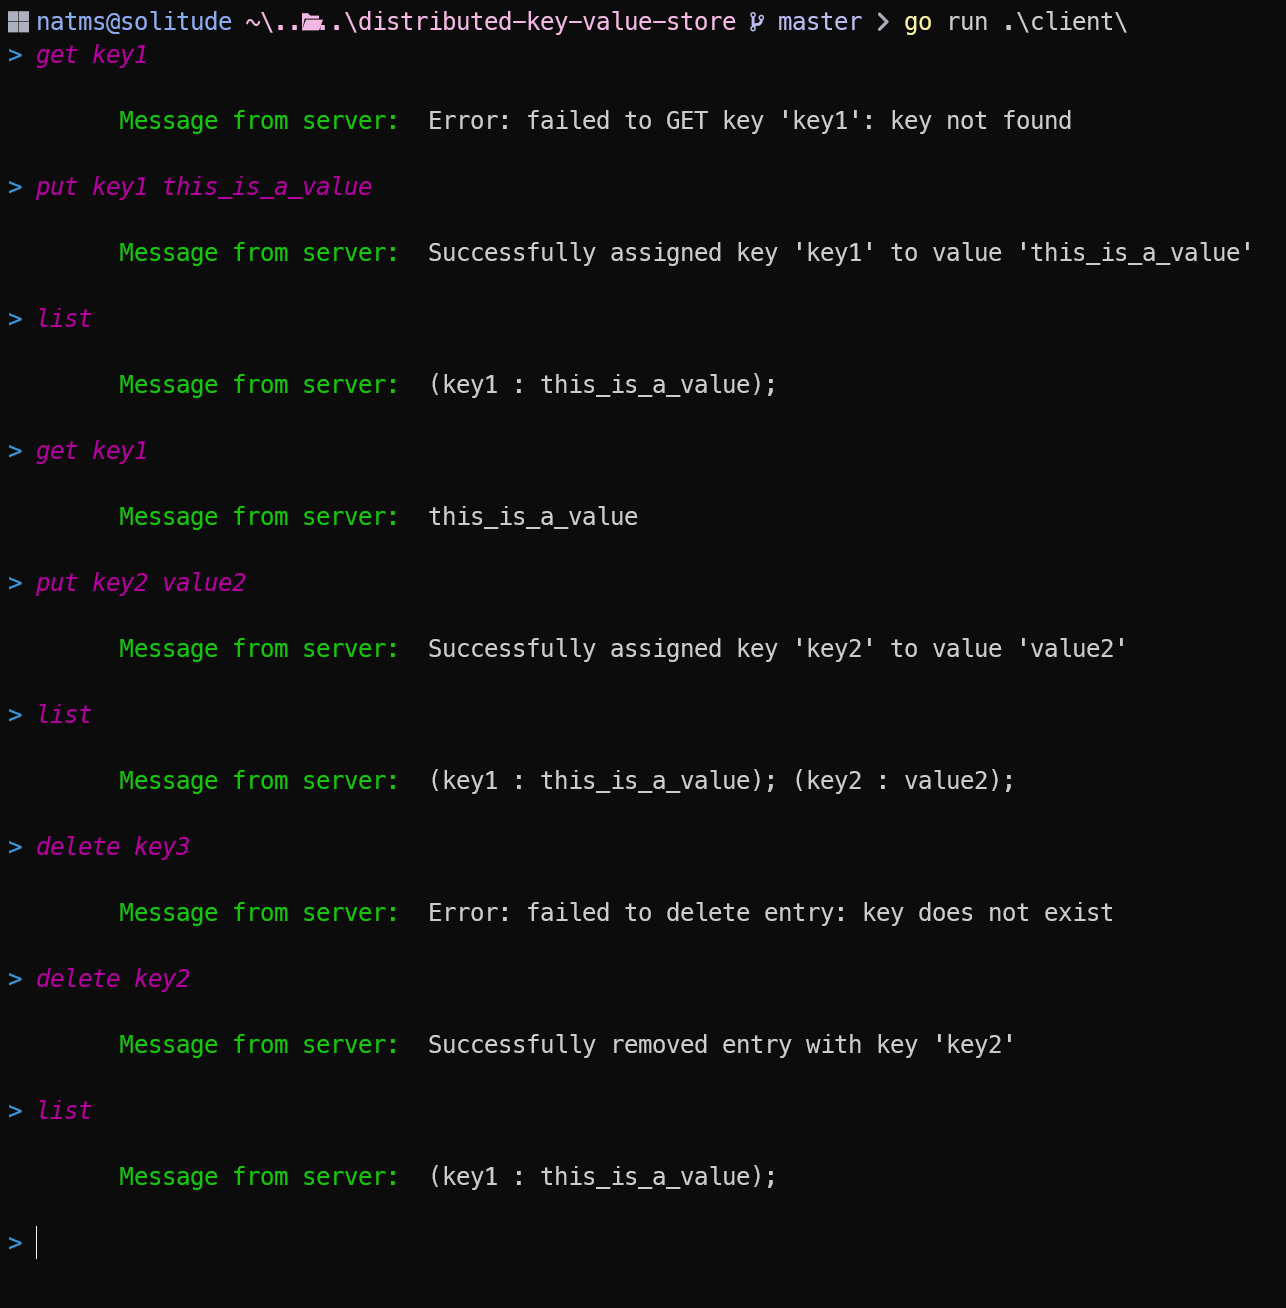 natms@solitude ~\....\distributed-key-value-store master > go run .\client\
> get key1
Message from server:  Error: failed to GET key 'key1': key not found
> put key1 this_is_a_value
Message from server:  Successfully assigned key 'key1' to value 'this_is_a_value'
> list
Message from server:  (key1 : this_is_a_value);
> get key1
Message from server:  this_is_a_value
> put key2 value2
Message from server:  Successfully assigned key 'key2' to value 'value2'
> list
Message from server:  (key1 : this_is_a_value); (key2 : value2);
> delete key3
Message from server:  Error: failed to delete entry: key does not exist
> delete key2
Message from server:  Successfully removed entry with key 'key2'
> list
Message from server:  (key1 : this_is_a_value);
>